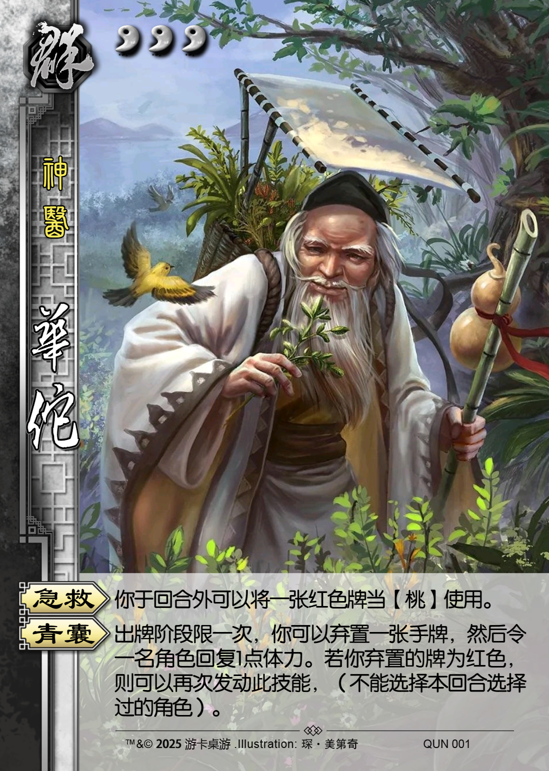 群
神醫
華佗
急救
你于回合外可以将一张红色牌当【桃】使用。
青囊
出牌阶段限一次，你可以弃置一张手牌，然后令
一名角色回复1点体力。若你弃置的牌为红色，
则可以再次发动此技能，（不能选择本回合选择
过的角色）。
™&© 2025 游卡桌游 .Illustration: 琛·美第奇
QUN 001